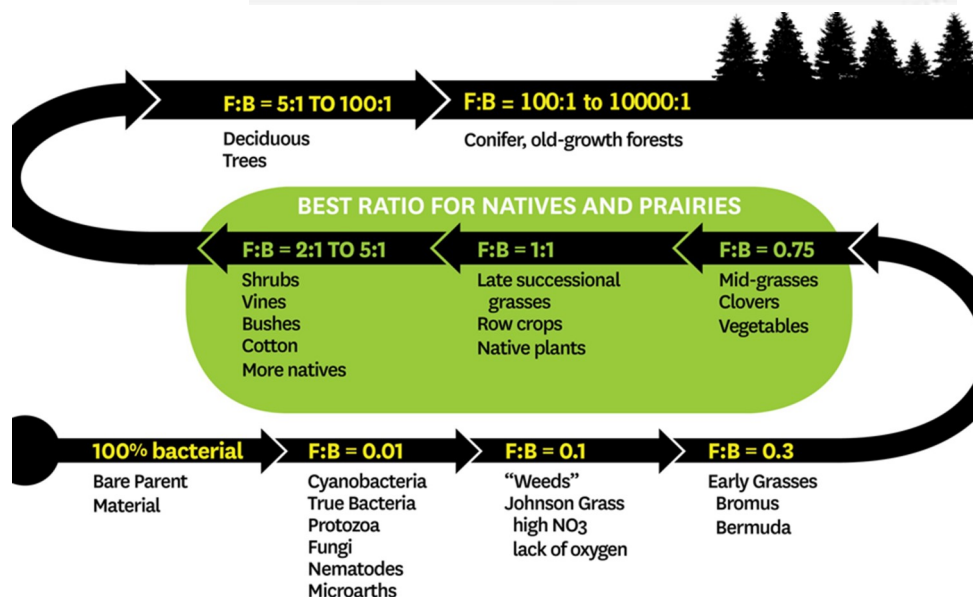 F:B = 5:1 TO 100:1
Deciduous
Trees
F:B = 100:1 to 10000:1
Conifer, old-growth forests
BEST RATIO FOR NATIVES AND PRAIRIES
F:B = 2:1 TO 5:1
Shrubs
Vines
Bushes
Cotton
More natives
F:B = 1:1
Late successional
grasses
Row crops
Native plants
F:B = 0.75
Mid-grasses
Clovers
Vegetables
100% bacterial
Bare Parent
Material
F:B = 0.01
Cyanobacteria
True Bacteria
Protozoa
Fungi
Nematodes
Microarths
F:B = 0.1
“Weeds”
Johnson Grass
high NO3
lack of oxygen
F:B = 0.3
Early Grasses
Bromus
Bermuda